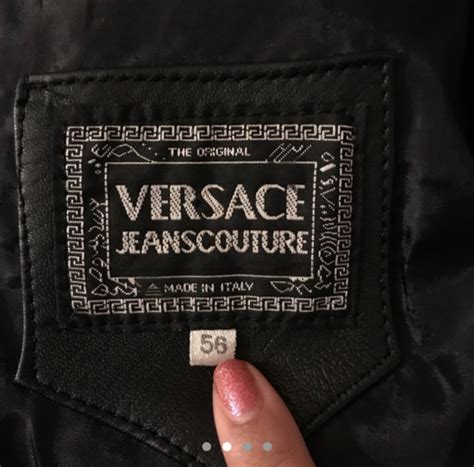 THE ORIGINAL
VERSACE
JEANSCOUTURE
MADE IN ITALY
56